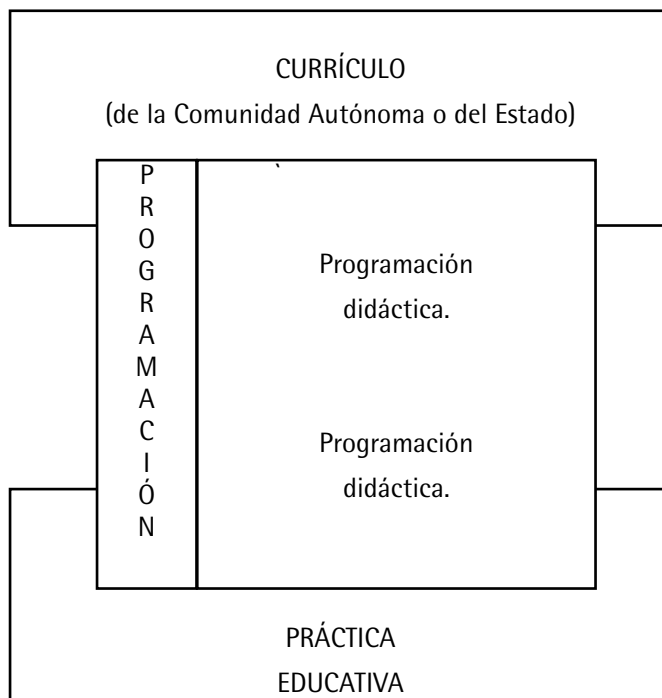 CURRÍCULO
(de la Comunidad Autónoma o del Estado)
PROGRAMACIÓN
Programación
didáctica.
Programación
didáctica.
PRÁCTICA
EDUCATIVA